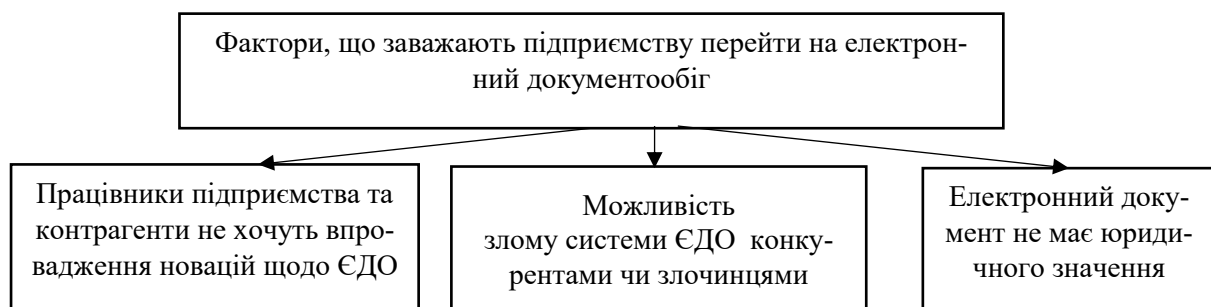 Фактори, що заважають підприємству перейти на електрон-
ний документообіг
Працівники підприємства та
контрагенти не хочуть впро-
вадження новацій щодо ЄДО
Можливість
злому системи ЄДО конку-
рентами чи злочинцями
Електронний доку-
мент не має юриди-
чного значення